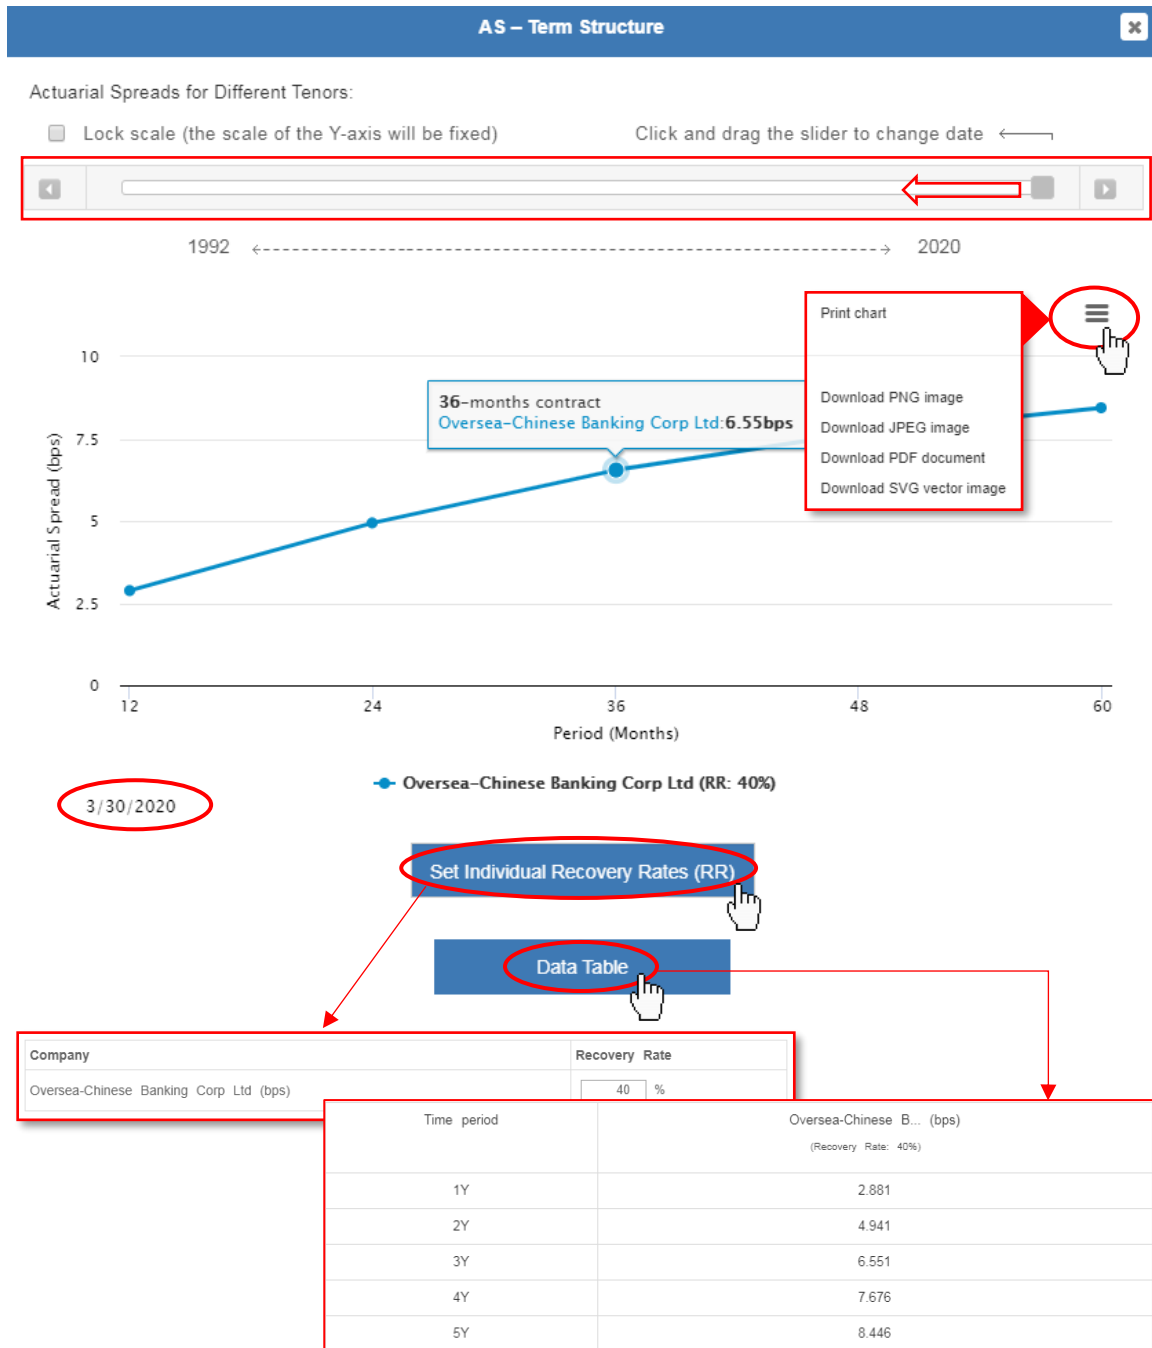 AS – Term Structure
Actuarial Spreads for Different Tenors:
Lock scale (the scale of the Y-axis will be fixed)
Click and drag the slider to change date
1992
2020
Print chart
Download PNG image
Download JPEG image
Download PDF document
Download SVG vector image
36-months contract
Oversea-Chinese Banking Corp Ltd:6.55bps
Actuarial Spread (bps)
10
7.5
5
2.5
0
12 24 36 48 60
Period (Months)
Oversea-Chinese Banking Corp Ltd (RR: 40%)
3/30/2020
Set Individual Recovery Rates (RR)
Data Table
Company Recovery Rate
Oversea-Chinese Banking Corp Ltd (bps) 40 %
Time period Oversea-Chinese B... (bps)
(Recovery Rate: 40%)
1Y 2.881
2Y 4.941
3Y 6.551
4Y 7.676
5Y 8.446